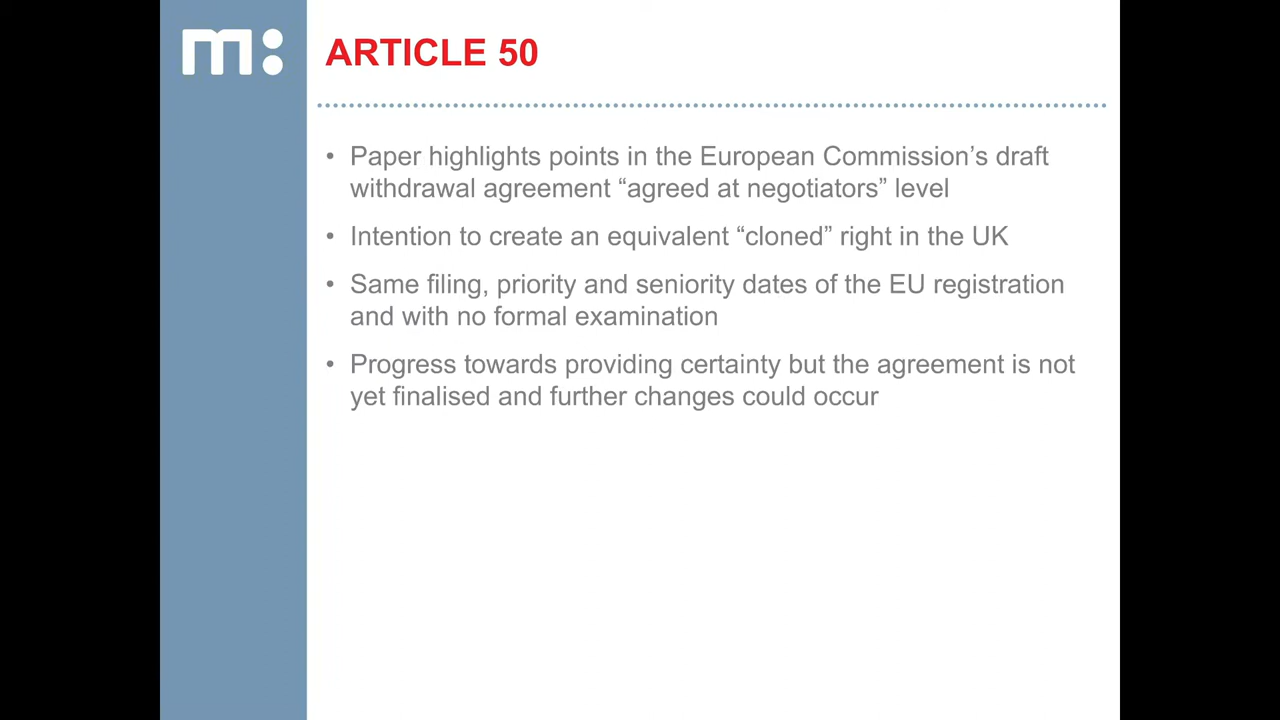 m:
ARTICLE 50
• Paper highlights points in the European Commission’s draft
withdrawal agreement “agreed at negotiators” level
• Intention to create an equivalent “cloned” right in the UK
• Same filing, priority and seniority dates of the EU registration
and with no formal examination
• Progress towards providing certainty but the agreement is not
yet finalised and further changes could occur